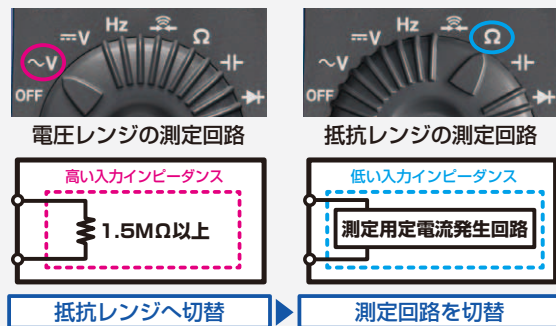 OFF
～V
⎓V
Hz
Ω
OFF
～V
⎓V
Hz
Ω
電圧レンジの測定回路
抵抗レンジの測定回路
高い入力インピーダンス
1.5MΩ以上
低い入力インピーダンス
測定用定電流発生回路
抵抗レンジへ切替
測定回路を切替